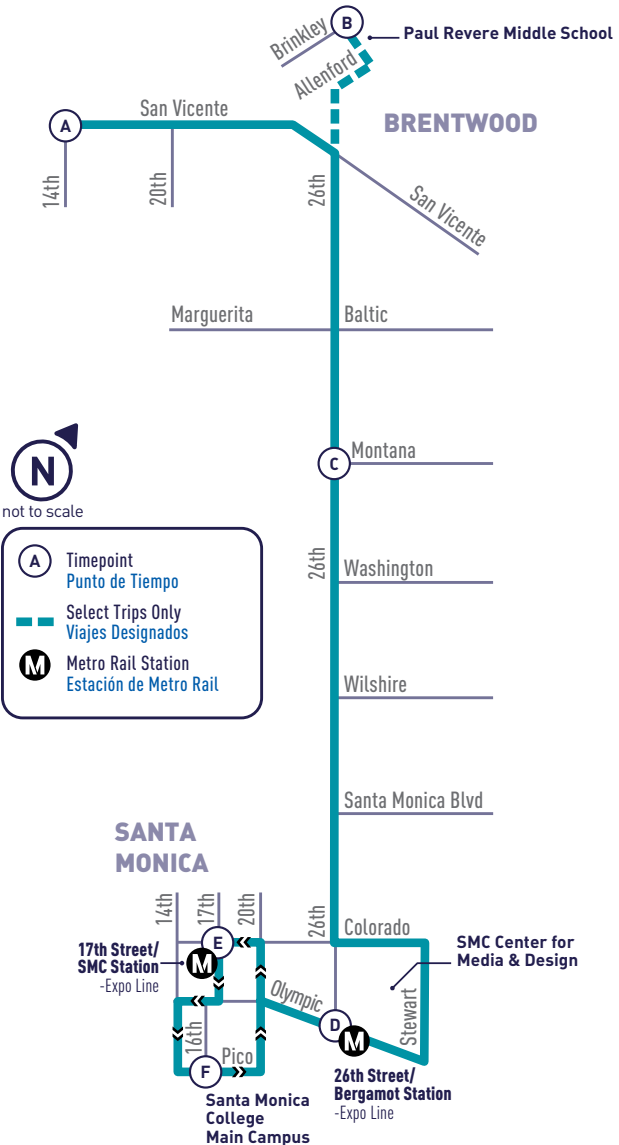 B
Paul Revere Middle School
Brinkley
Allenford
San Vicente
BRENTWOOD
A
14th
20th
26th
San Vicente
Marguerita
Baltic
C
Montana
N
not to scale
A
Timepoint
Punto de Tiempo
Select Trips Only
Viajes Designados
M
Metro Rail Station
Estación de Metro Rail
26th
Washington
Wilshire
Santa Monica Blvd
SANTA
MONICA
14th
17th
20th
26th
Colorado
E
17th Street/
SMC Station
-Expo Line
M
SMC Center for
Media & Design
Olympic
Stewart
D
M
16th
Pico
F
26th Street/
Bergamot Station
-Expo Line
Santa Monica
College
Main Campus